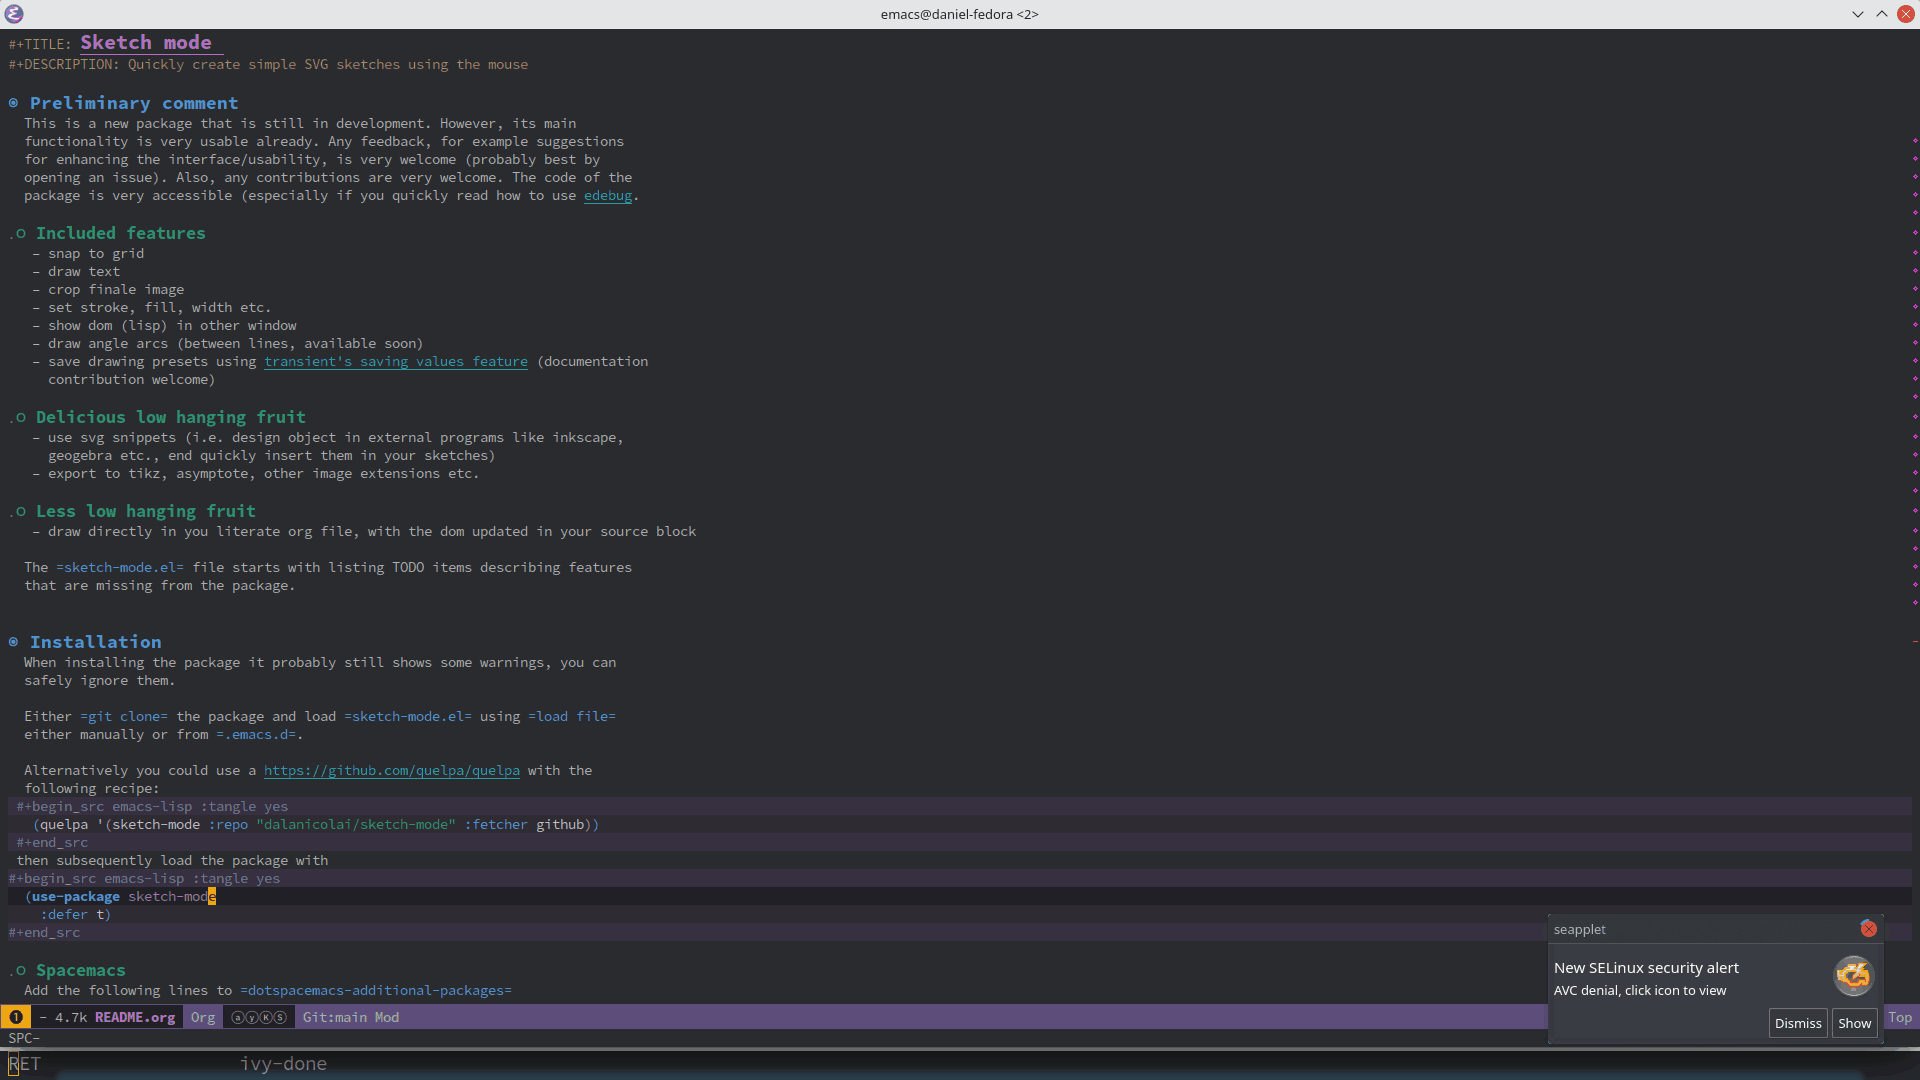 emacs@daniel-fedora <2>
#+TITLE: Sketch mode
#+DESCRIPTION: Quickly create simple SVG sketches using the mouse
Preliminary comment
This is a new package that is still in development. However, its main
functionality is very usable already. Any feedback, for example suggestions
for enhancing the interface/usability, is very welcome (probably best by
opening an issue). Also, any contributions are very welcome. The code of the
package is very accessible (especially if you quickly read how to use edebug.
Included features
– snap to grid
– draw text
– crop finale image
– set stroke, fill, width etc.
– show dom (lisp) in other window
– draw angle arcs (between lines, available soon)
– save drawing presets using transient's saving values feature (documentation
contribution welcome)
Delicious low hanging fruit
– use svg snippets (i.e. design object in external programs like inkscape,
geogebra etc., end quickly insert them in your sketches)
– export to tikz, asymptote, other image extensions etc.
Less low hanging fruit
– draw directly in you literate org file, with the dom updated in your source block
The =sketch-mode.el= file starts with listing TODO items describing features
that are missing from the package.
Installation
When installing the package it probably still shows some warnings, you can
safely ignore them.
Either =git clone= the package and load =sketch-mode.el= using =load file=
either manually or from =.emacs.d=.
Alternatively you could use a https://github.com/quelpa/quelpa with the
following recipe:
#+begin_src emacs-lisp :tangle yes
(quelpa '(sketch-mode :repo "dalanicolai/sketch-mode" :fetcher github))
#+end_src
then subsequently load the package with
#+begin_src emacs-lisp :tangle yes
(use-package sketch-mode
:defer t)
#+end_src
Spacemacs
Add the following lines to =dotspacemacs-additional-packages=
seapplet
New SELinux security alert
AVC denial, click icon to view
Dismiss Show
❶ – 4.7k README.org Org ⓐⓨⓚⓢ Git:main Mod Top
SPC-
RET ivy-done